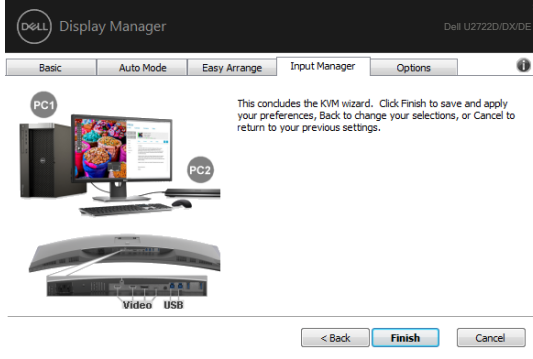 DELL Display Manager
Dell U2722D/DX/DE
Basic
Auto Mode
Easy Arrange
Input Manager
Options
PC1
This concludes the KVM wizard. Click Finish to save and apply
your preferences, Back to change your selections, or Cancel to
return to your previous settings.
PC2
Video USB
< Back
Finish
Cancel